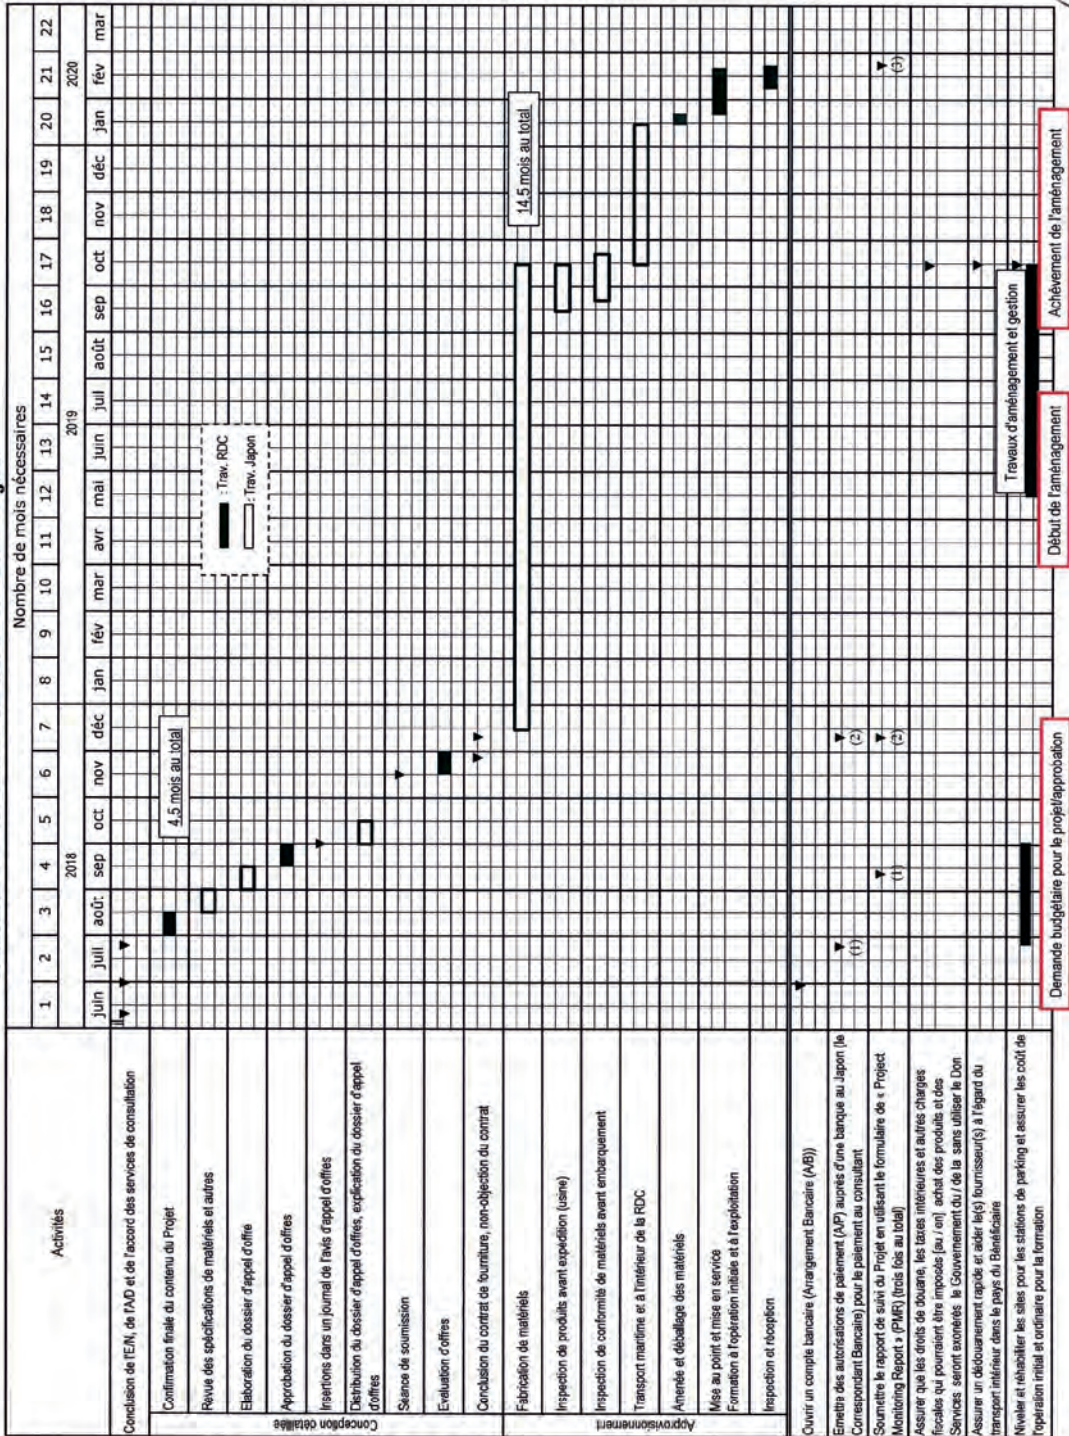 Nombre de mois nécessaires
Activités
1 2 3 4 5 6 7 8 9 10 11 12 13 14 15 16 17 18 19 20 21 22
2018 2019 2020
juin juil août sep oct nov déc jan fév mar avr mai juin juil août sep oct nov déc jan fév mar
Conclusion de l'E/N, de l'A/D et de l'accord des services de consultation
Conception détaillée
Confirmation finale du contenu du Projet
4,5 mois au total
Revue des spécifications de matériels et autres
: Trav. RDC
: Trav. Japon
Elaboration du dossier d'appel d'offre
Approbation du dossier d'appel d'offres
Insertions dans un journal de l'avis d'appel d'offres
Distribution du dossier d'appel d'offres, explication du dossier d'appel
d'offres
Séance de soumission
Evaluation d'offres
Conclusion du contrat de fourniture, non-objection du contrat
Approvisionnement
Fabrication de matériels
14,5 mois au total
Inspection de produits avant expédition (usine)
Inspection de conformité de matériels avant embarquement
Transport maritime et à l'intérieur de la RDC
Amenée et déballage des matériels
Mise au point et mise en service
Formation à l'opération initiale et à l'exploitation
Inspection et réception
Ouvrir un compte bancaire (Arrangement Bancaire (A/B))
Emettre des autorisations de paiement (A/P) auprès d'une banque au Japon (le
Correspondant Bancaire) pour le paiement au consultant
(1) (2)
Soumettre le rapport de suivi du Projet en utilisant le formulaire de « Project
Monitoring Report » (PMR) (trois fois au total)
(1) (2) (3)
Assurer que les droits de douane, les taxes intérieures et autres charges
fiscales qui pourraient être imposés [au / en] achat des produits et des
Services seront exonérés le Gouvernement du / de la sans utiliser le Don
Assurer un dédouanement rapide et aider le(s) fournisseur(s) à l'égard du
transport intérieur dans le pays du Bénéficiaire
Niveler et réhabiliter les sites pour les stations de parking et assurer les coût de
l'opération initial et ordinaire pour la formation
Travaux d'aménagement et gestion
Demande budgétaire pour le projet/approbation
Début de l'aménagement
Achèvement de l'aménagement